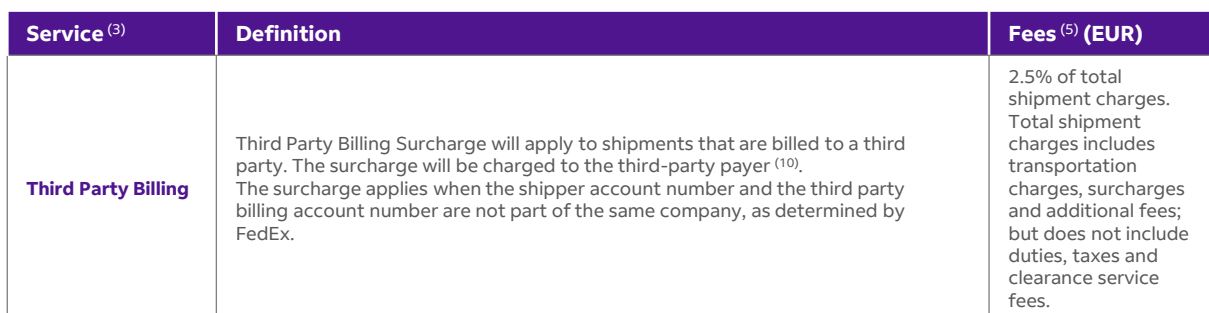 Service (3)
Definition
Fees (5) (EUR)
Third Party Billing
Third Party Billing Surcharge will apply to shipments that are billed to a third
party. The surcharge will be charged to the third-party payer (10).
The surcharge applies when the shipper account number and the third party
billing account number are not part of the same company, as determined by
FedEx.
2.5% of total
shipment charges.
Total shipment
charges includes
transportation
charges, surcharges
and additional fees;
but does not include
duties, taxes and
clearance service
fees.